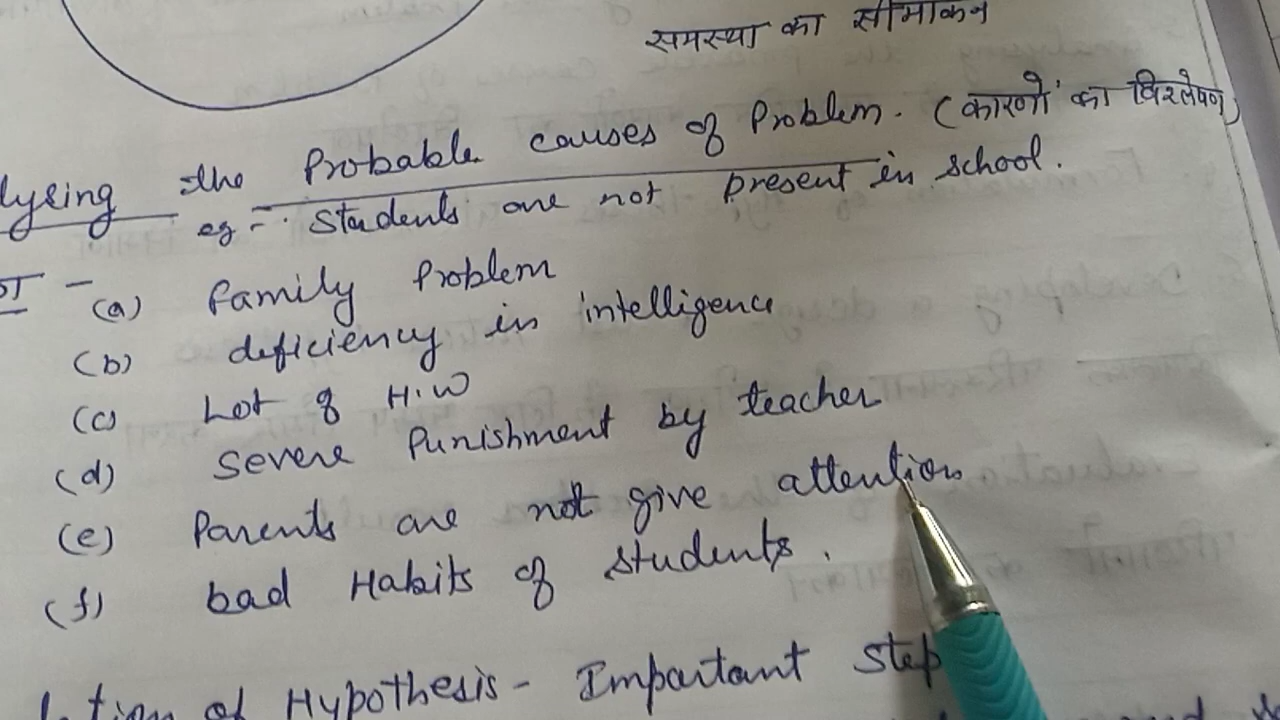 समस्या का सीमांकन
lysing the Probable causes of Problem. (कारणों का विश्लेषण)
eg - Students are not present in school.
(a) family Problem
(b) deficiency in intelligence
(c) Lot of H.W
(d) Severe Punishment by teacher
(e) Parents are not give attention
(f) bad Habits of students.
lation of Hypothesis - Important Step